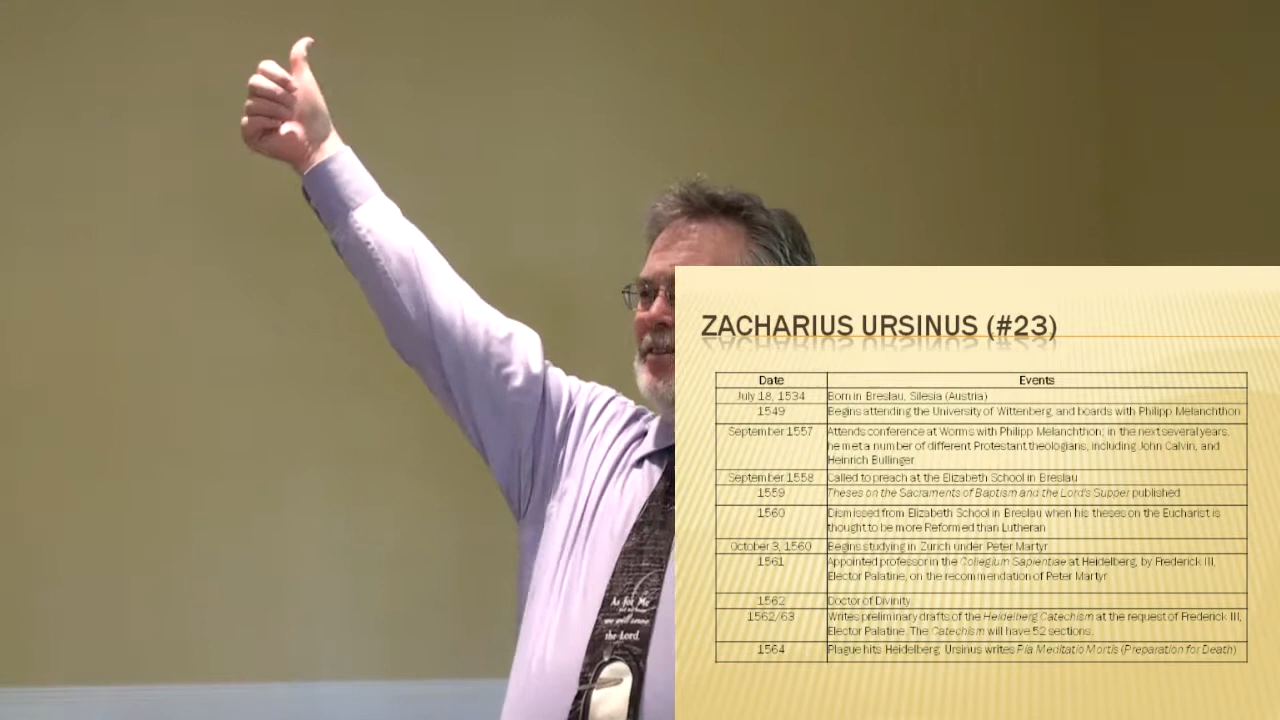 ZACHARIUS URSINUS (#23)
Date Events
July 18, 1534 Born in Breslau, Silesia (Austria)
1549 Begins attending the University of Wittenberg, and boards with Philipp Melanchthon
September 1557 Attends conference at Worms with Philipp Melanchthon; in the next several years,
he met a number of different Protestant theologians, including John Calvin, and
Heinrich Bullinger
September 1558 Called to preach at the Elizabeth School in Breslau
1559 Theses on the Sacraments of Baptism and the Lord's Supper published
1560 Dismissed from Elizabeth School in Breslau when his theses on the Eucharist is
thought to be more Reformed than Lutheran
October 3, 1560 Begins studying in Zurich under Peter Martyr
1561 Appointed professor in the Collegium Sapientiae at Heidelberg, by Frederick III,
Elector Palatine, on the recommendation of Peter Martyr
1562 Doctor of Divinity
1562/63 Writes preliminary drafts of the Heidelberg Catechism at the request of Frederick III,
Elector Palatine. The Catechism will have 52 sections.
1564 Plague hits Heidelberg; Ursinus writes Pia Meditatio Mortis (Preparation for Death)
As for Me
we will serve
the Lord